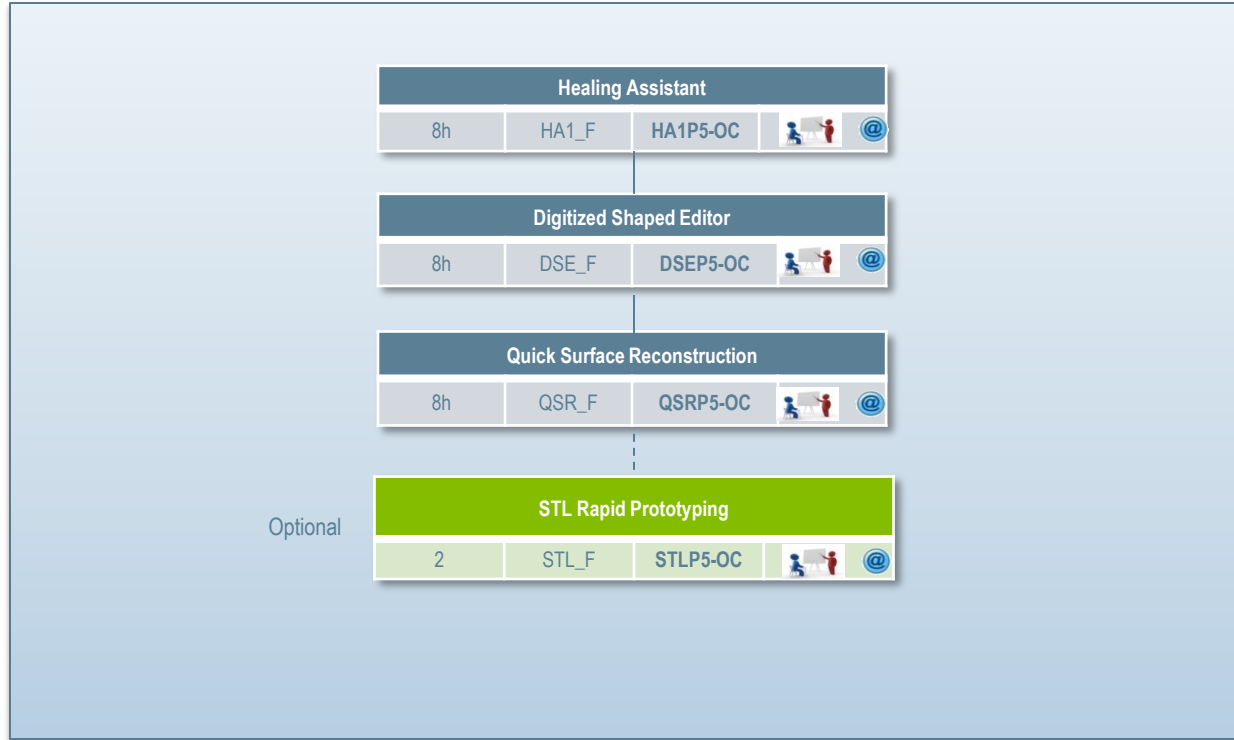 Healing Assistant
8h HA1_F HA1P5-OC @
Digitized Shaped Editor
8h DSE_F DSEP5-OC @
Quick Surface Reconstruction
8h QSR_F QSRP5-OC @
Optional
STL Rapid Prototyping
2 STL_F STLP5-OC @